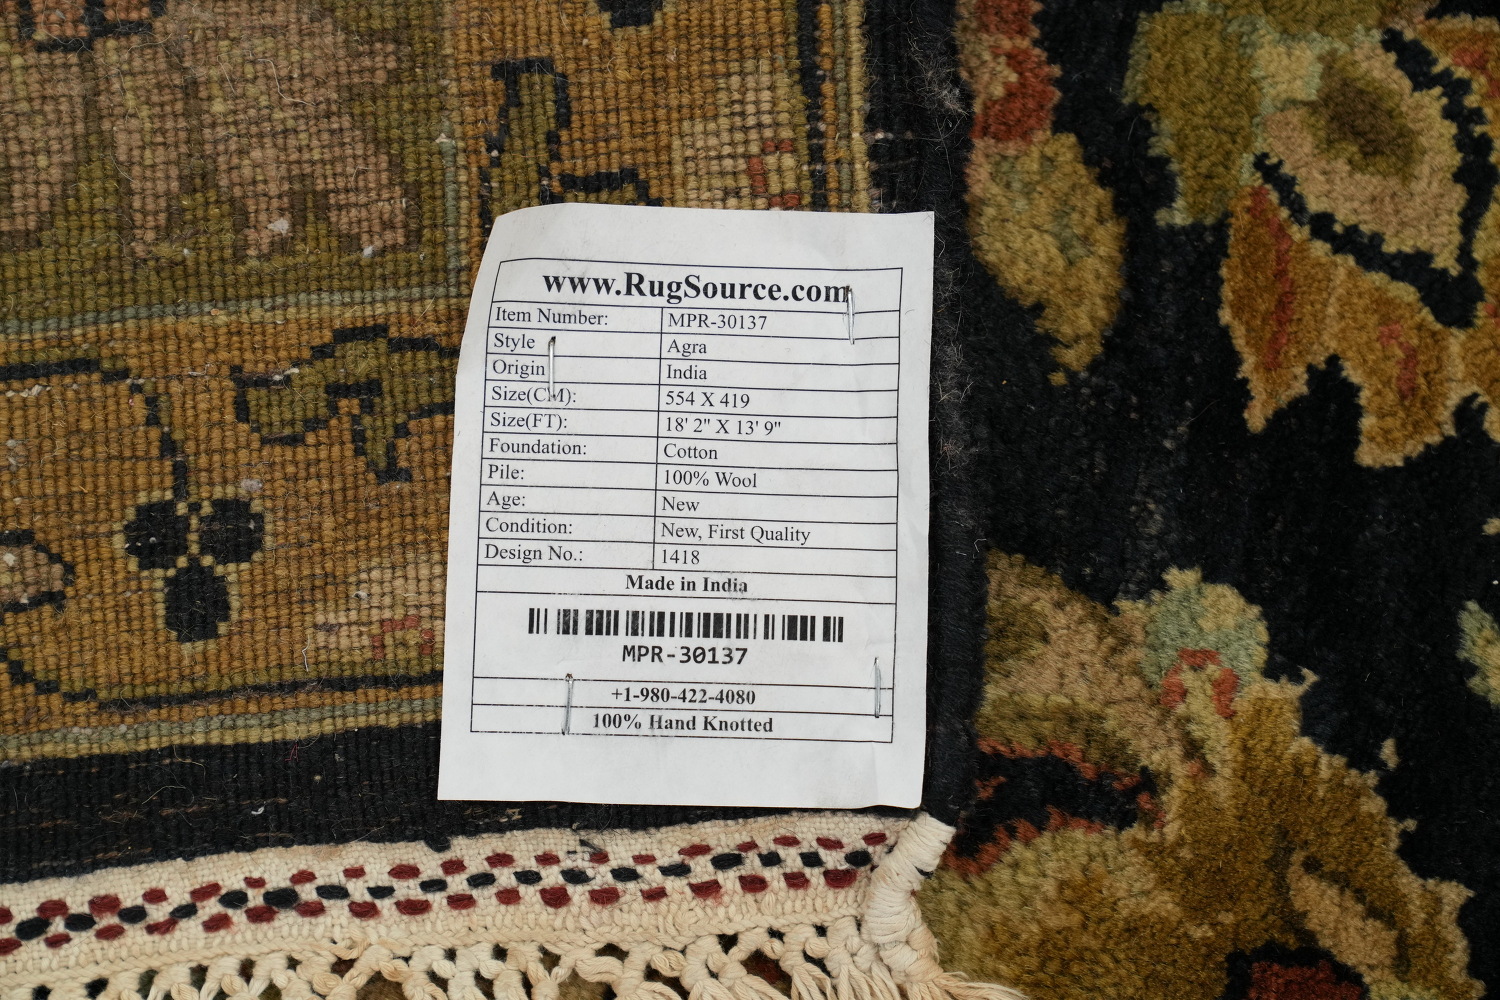 www.RugSource.com
Item Number: MPR-30137
Style Agra
Origin India
Size(CM): 554 X 419
Size(FT): 18' 2" X 13' 9"
Foundation: Cotton
Pile: 100% Wool
Age: New
Condition: New, First Quality
Design No.: 1418
Made in India
MPR-30137
+1-980-422-4080
100% Hand Knotted